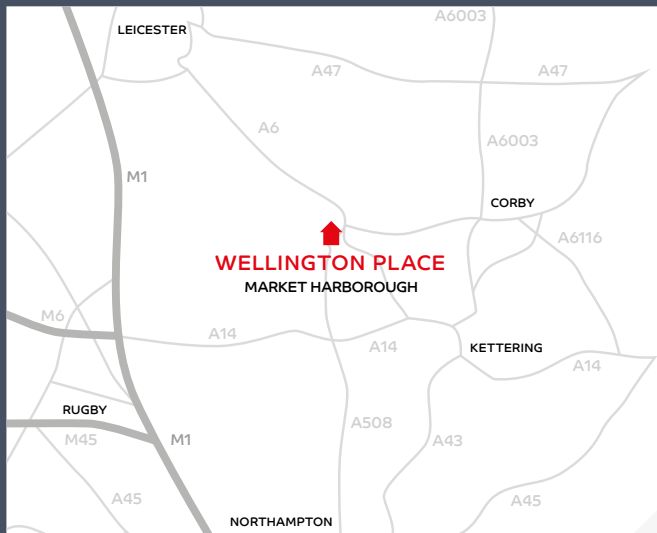 A6003
LEICESTER
A47
A47
A6
A6003
M1
CORBY
A6116
WELLINGTON PLACE
MARKET HARBOROUGH
M6
A14
A14
KETTERING
A14
RUGBY
A508
M45
M1
A43
A45
A45
NORTHAMPTON